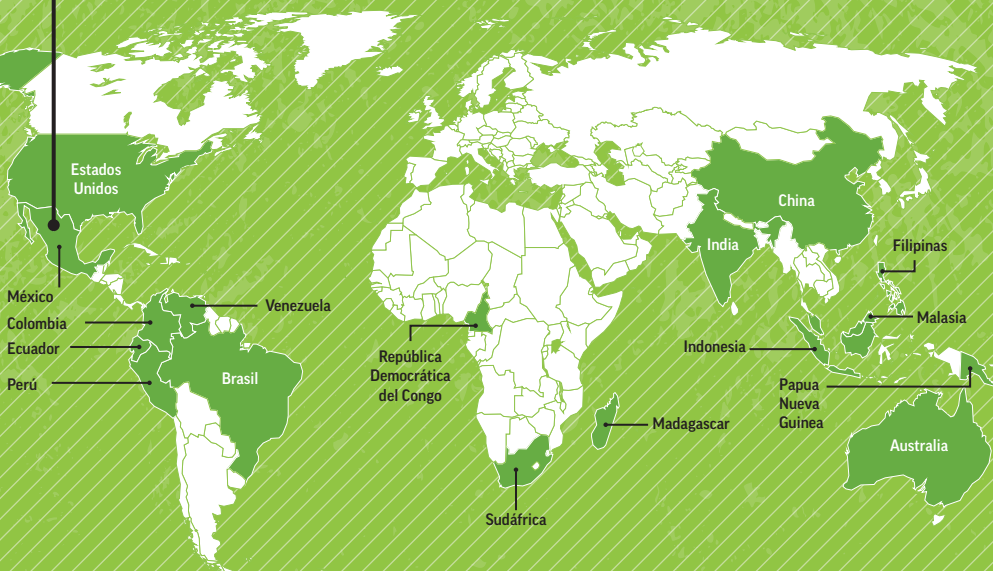 Estados
Unidos
China
India
Filipinas
México
Venezuela
Colombia
Malasia
Ecuador
Indonesia
República
Democrática
del Congo
Brasil
Perú
Papua
Nueva
Guinea
Madagascar
Australia
Sudáfrica